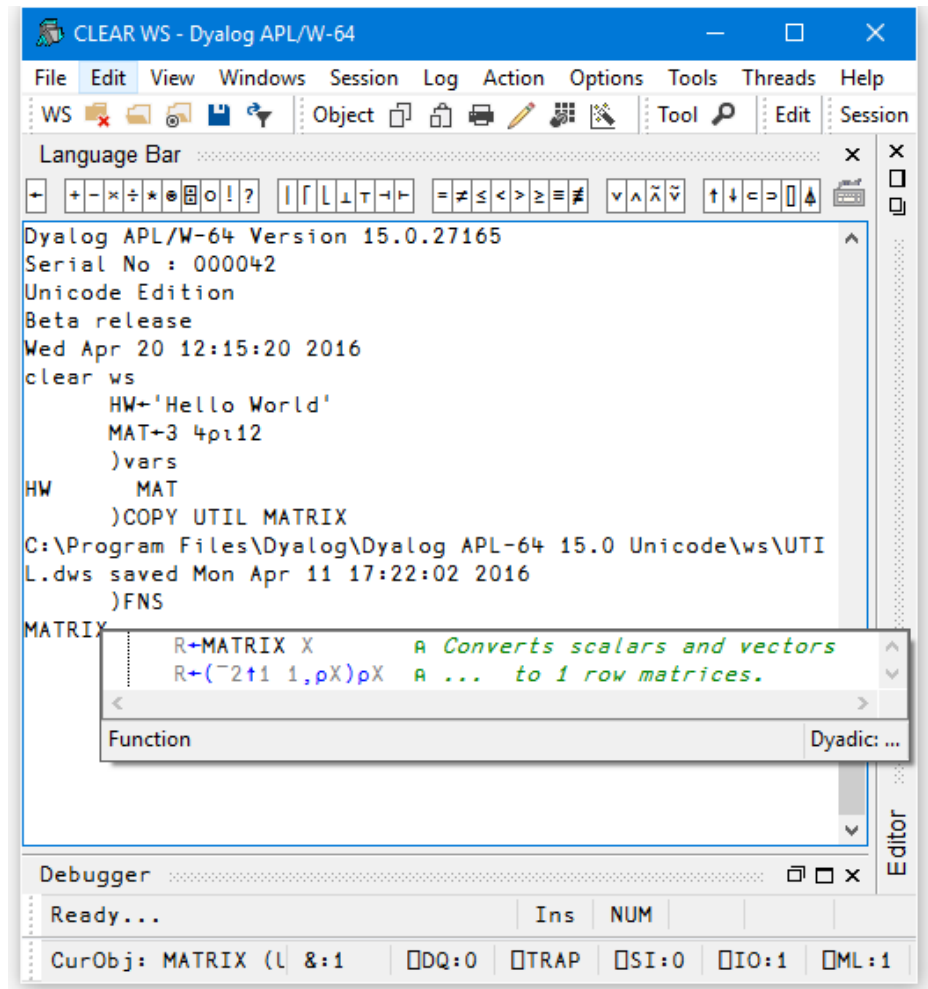 CLEAR WS - Dyalog APL/W-64
File Edit View Windows Session Log Action Options Tools Threads Help
WS Object Tool Edit Session
Language Bar
← + - × ÷ * ⍟ ⌹ ○ ! ? | ⌈ ⌊ ⊥ ⊤ ⊣ ⊢ = ≠ ≤ < > ≥ ≡ ≢ ∨ ∧ ⍲ ⍱ ↑ ↓ ⊂ ⊃ ⌷ ⍋
Dyalog APL/W-64 Version 15.0.27165
Serial No : 000042
Unicode Edition
Beta release
Wed Apr 20 12:15:20 2016
clear ws
HW←'Hello World'
MAT←3 4⍴⍳12
)vars
HW MAT
)COPY UTIL MATRIX
C:\Program Files\Dyalog\Dyalog APL-64 15.0 Unicode\ws\UTI
L.dws saved Mon Apr 11 17:22:02 2016
)FNS
MATRIX
R←MATRIX X ⍝ Converts scalars and vectors
R←(¯2↑1 1,⍴X)⍴X ⍝ ... to 1 row matrices.
Function Dyadic: ...
Editor
Debugger
Ready... Ins NUM
CurObj: MATRIX (U &:1 ⎕DQ:0 ⎕TRAP ⎕SI:0 ⎕IO:1 ⎕ML:1